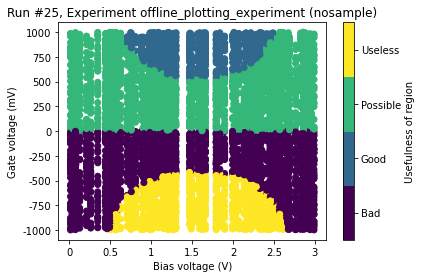 Run #25, Experiment offline_plotting_experiment (nosample)
1000
750
500
250
0
-250
-500
-750
-1000
Gate voltage (mV)
0
0.5
1
1.5
2
2.5
3
Bias voltage (V)
Useless
Possible
Good
Bad
Usefulness of region